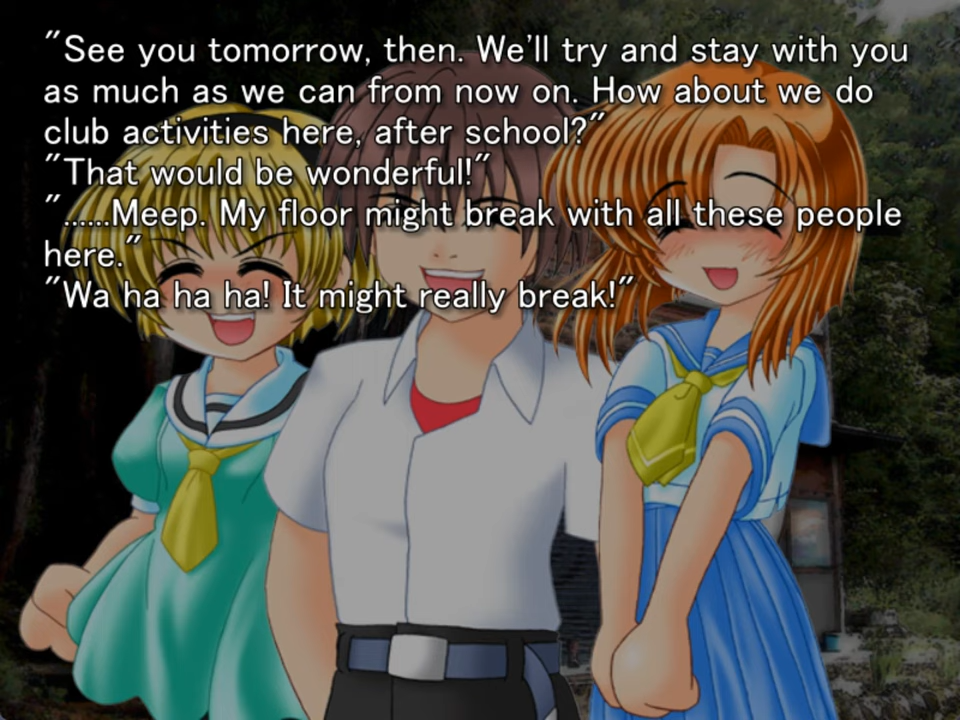 "See you tomorrow, then. We'll try and stay with you
as much as we can from now on. How about we do
club activities here, after school?"
"That would be wonderful!"
"......Meep. My floor might break with all these people
here."
"Wa ha ha ha! It might really break!"